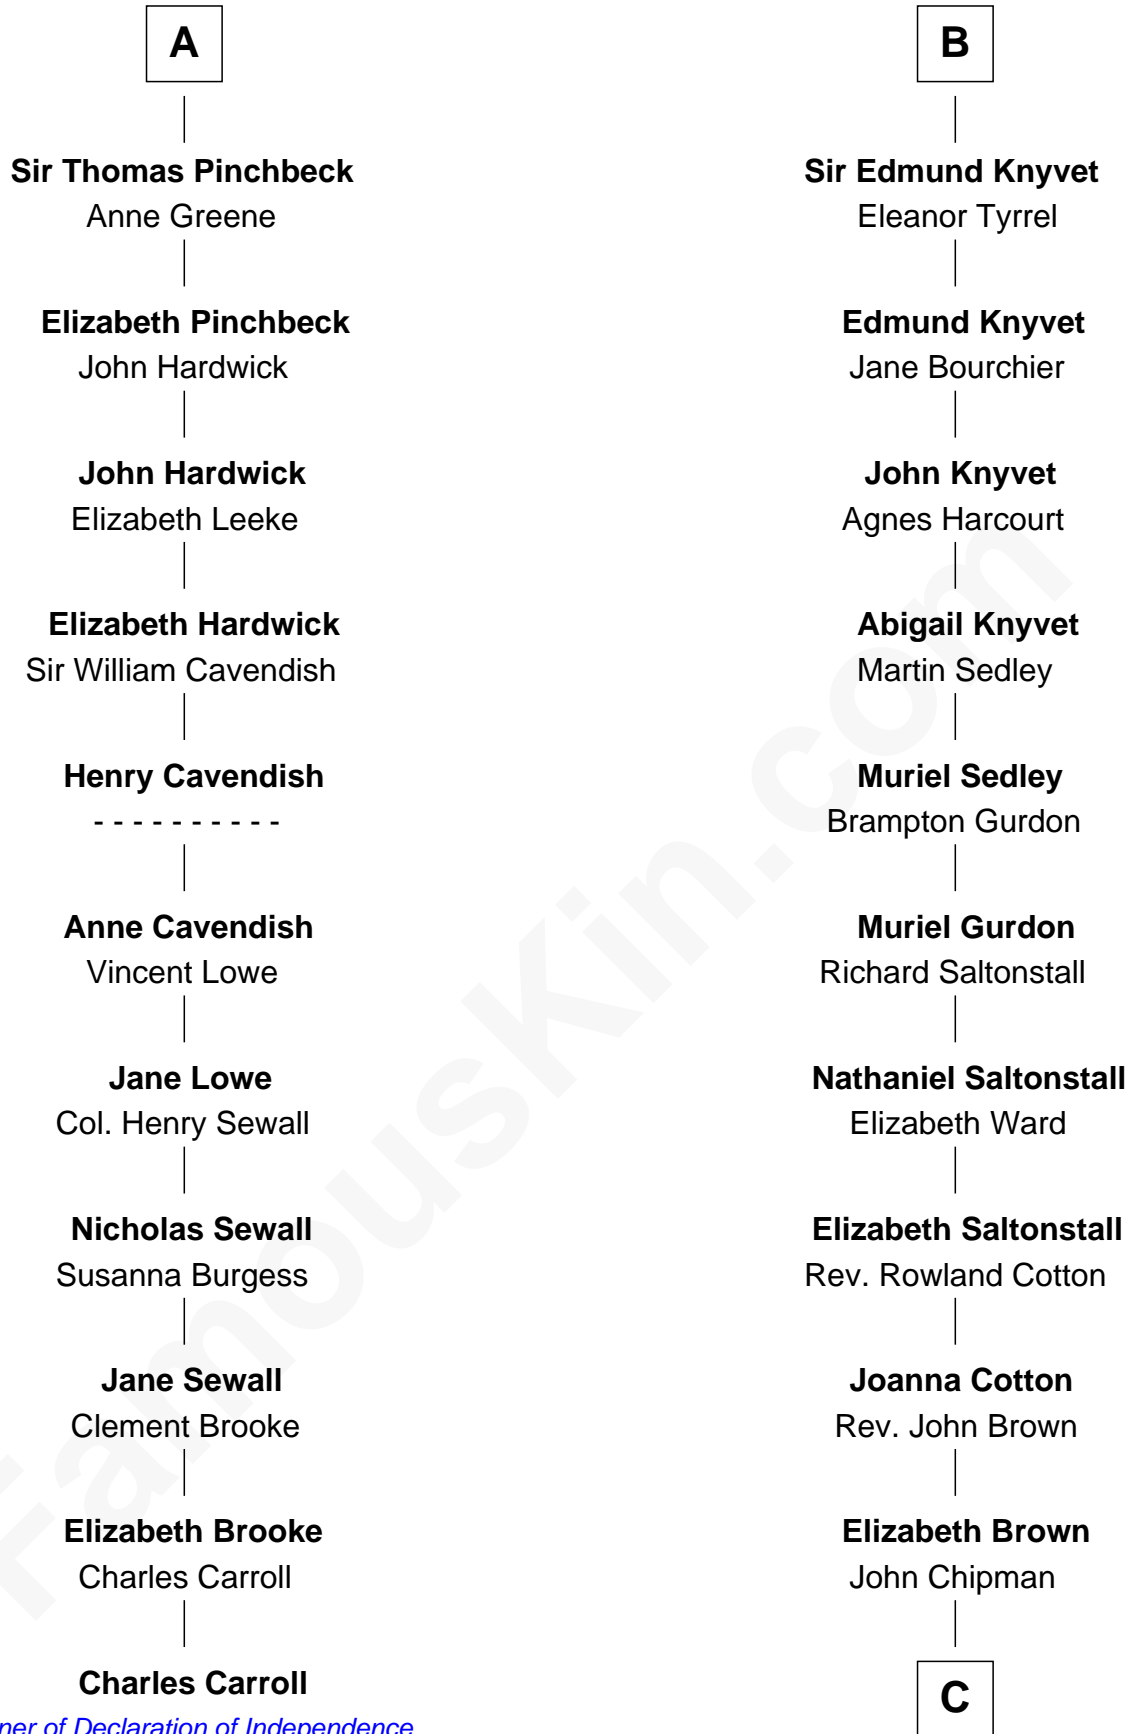 A
Sir Thomas Pinchbeck
Anne Greene
Elizabeth Pinchbeck
John Hardwick
John Hardwick
Elizabeth Leeke
Elizabeth Hardwick
Sir William Cavendish
Henry Cavendish
- - - - - - - - - -
Anne Cavendish
Vincent Lowe
Jane Lowe
Col. Henry Sewall
Nicholas Sewall
Susanna Burgess
Jane Sewall
Clement Brooke
Elizabeth Brooke
Charles Carroll
Charles Carroll
ner of Declaration of Independence
B
Sir Edmund Knyvet
Eleanor Tyrrel
Edmund Knyvet
Jane Bourchier
John Knyvet
Agnes Harcourt
Abigail Knyvet
Martin Sedley
Muriel Sedley
Brampton Gurdon
Muriel Gurdon
Richard Saltonstall
Nathaniel Saltonstall
Elizabeth Ward
Elizabeth Saltonstall
Rev. Rowland Cotton
Joanna Cotton
Rev. John Brown
Elizabeth Brown
John Chipman
C
FamousKin.com